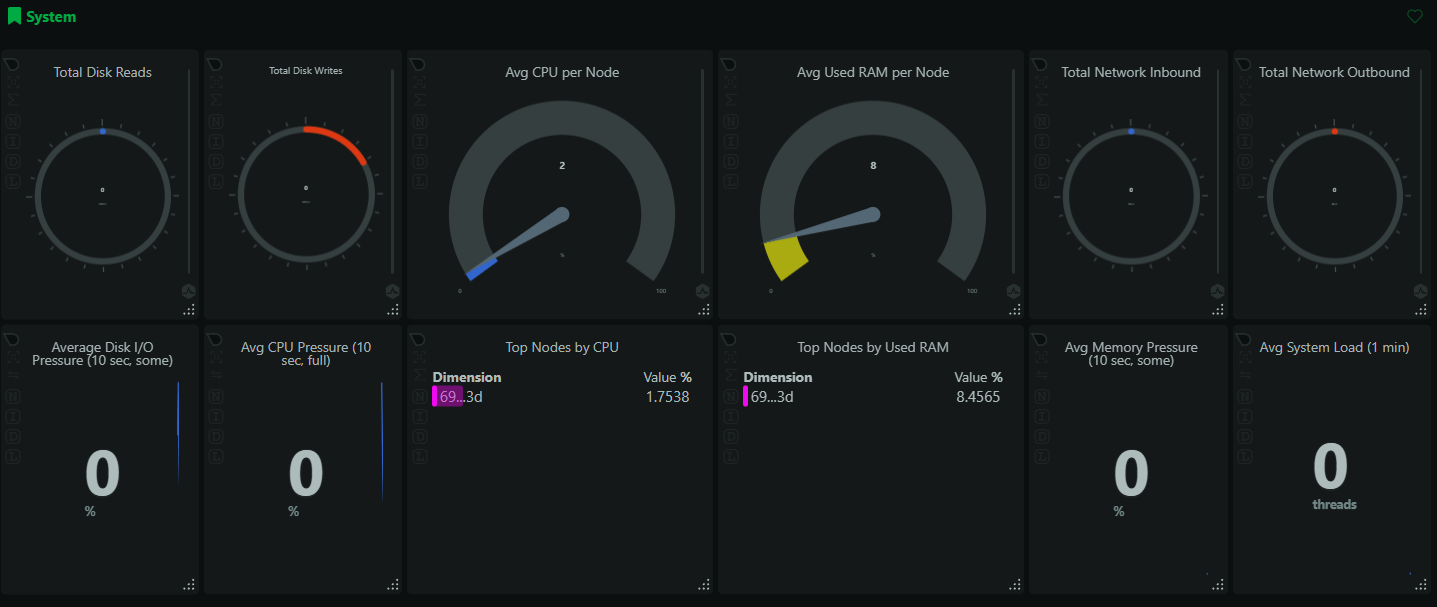 System
Total Disk Reads
0
Total Disk Writes
0
Avg CPU per Node
2
%
0
100
Avg Used RAM per Node
8
%
0
100
Total Network Inbound
0
Total Network Outbound
0
N
I
D
L
N
I
D
L
N
I
D
L
N
I
D
L
N
I
D
L
N
I
D
L
Average Disk I/O
Pressure (10 sec, some)
0
%
Avg CPU Pressure (10
sec, full)
0
%
Top Nodes by CPU
Dimension Value %
69...3d 1.7538
Top Nodes by Used RAM
Dimension Value %
69...3d 8.4565
Avg Memory Pressure
(10 sec, some)
0
%
Avg System Load (1 min)
0
threads
N
I
D
L
N
I
D
L
N
I
D
L
N
I
D
L
N
I
D
L
N
I
D
L